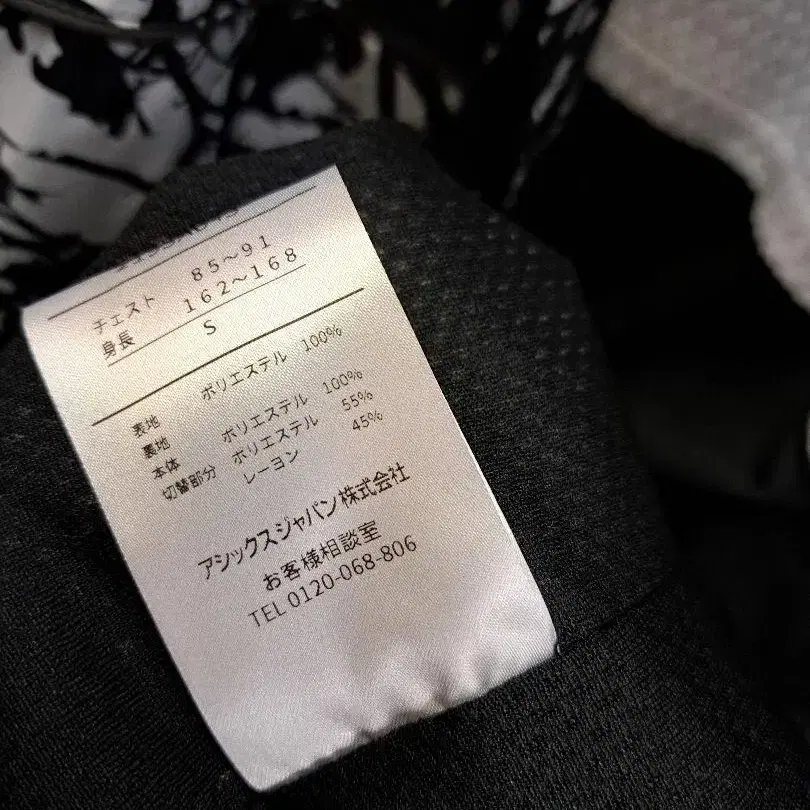 チェスト 85~91
身長 162~168
S
表地 ポリエステル 100%
裏地
本体 ポリエステル 100%
切替部分 ポリエステル 55%
レーヨン 45%
アシックスジャパン株式会社
お客様相談室
TEL 0120-068-806